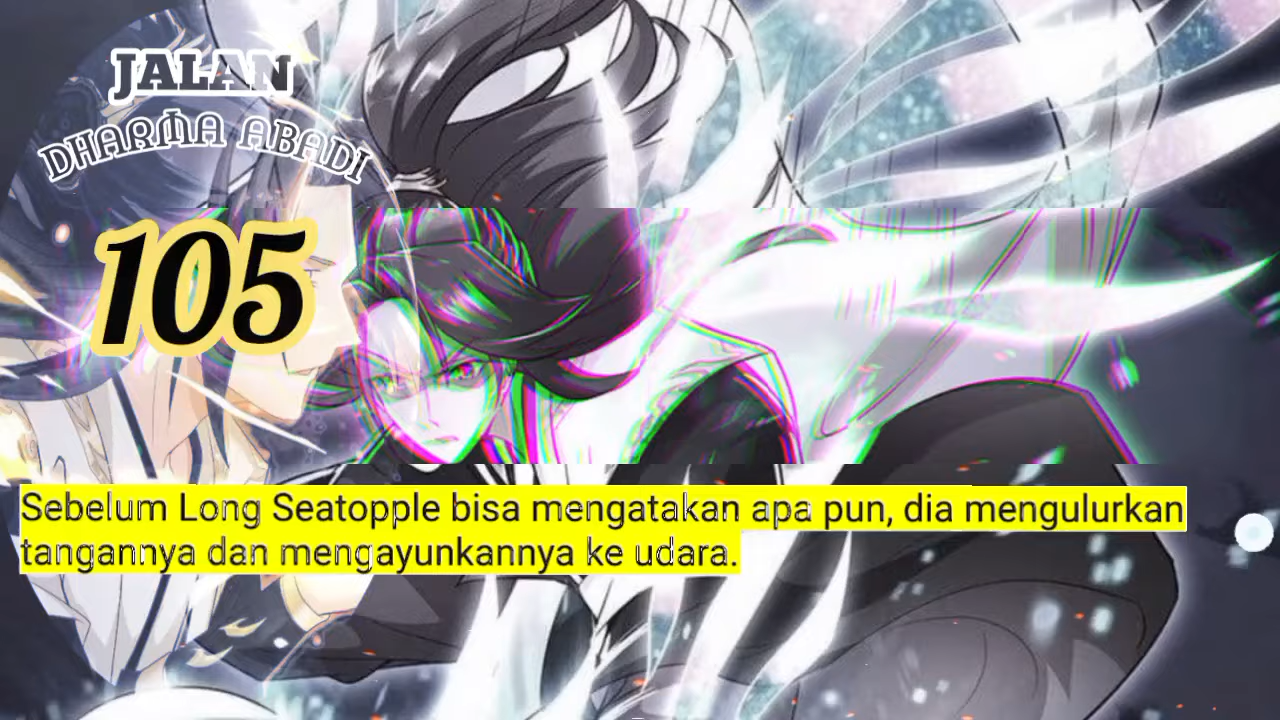 JALAN
DHARMA ABADI
105
Sebelum Long Seatopple bisa mengatakan apa pun, dia mengulurkan
tangannya dan mengayunkannya ke udara.